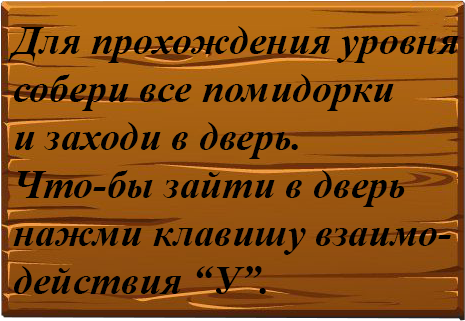 Для прохождения уровня
собери все помидорки
и заходи в дверь.
Что-бы зайти в дверь
нажми клавишу взаимо-
действия “У”.